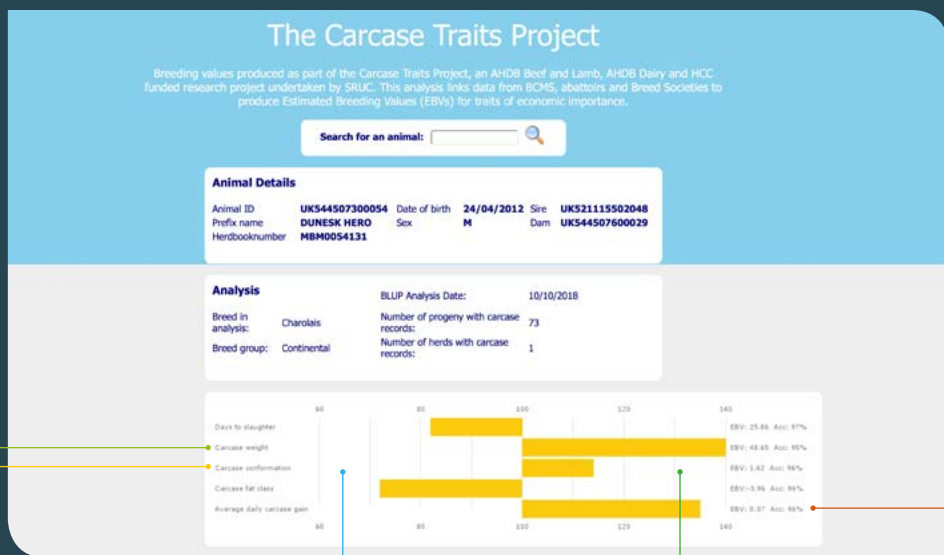 The Carcase Traits Project
Breeding values produced as part of the Carcase Traits Project, an AHDB Beef and Lamb, AHDB Dairy and HCC
funded research project undertaken by SRUC. This analysis links data from BCMS, abattoirs and Breed Societies to
produce Estimated Breeding Values (EBVs) for traits of economic importance.
Search for an animal:
Animal Details
Animal ID UK544507300054 Date of birth 24/04/2012 Sire UK521115502048
Prefix name DUNESK HERO Sex M Dam UK544507600029
Herdbooknumber MBM0054131
Analysis
BLUP Analysis Date: 10/10/2018
Breed in analysis: Charolais Number of progeny with carcase records: 73
Breed group: Continental Number of herds with carcase records: 1
60 80 100 120 140
Days to slaughter EBV: 25.86 Acc: 97%
Carcase weight EBV: 48.65 Acc: 95%
Carcase conformation EBV: 1.62 Acc: 96%
Carcase fat class EBV:-3.96 Acc: 96%
Average daily carcase gain EBV: 0.07 Acc: 96%
60 80 100 120 140